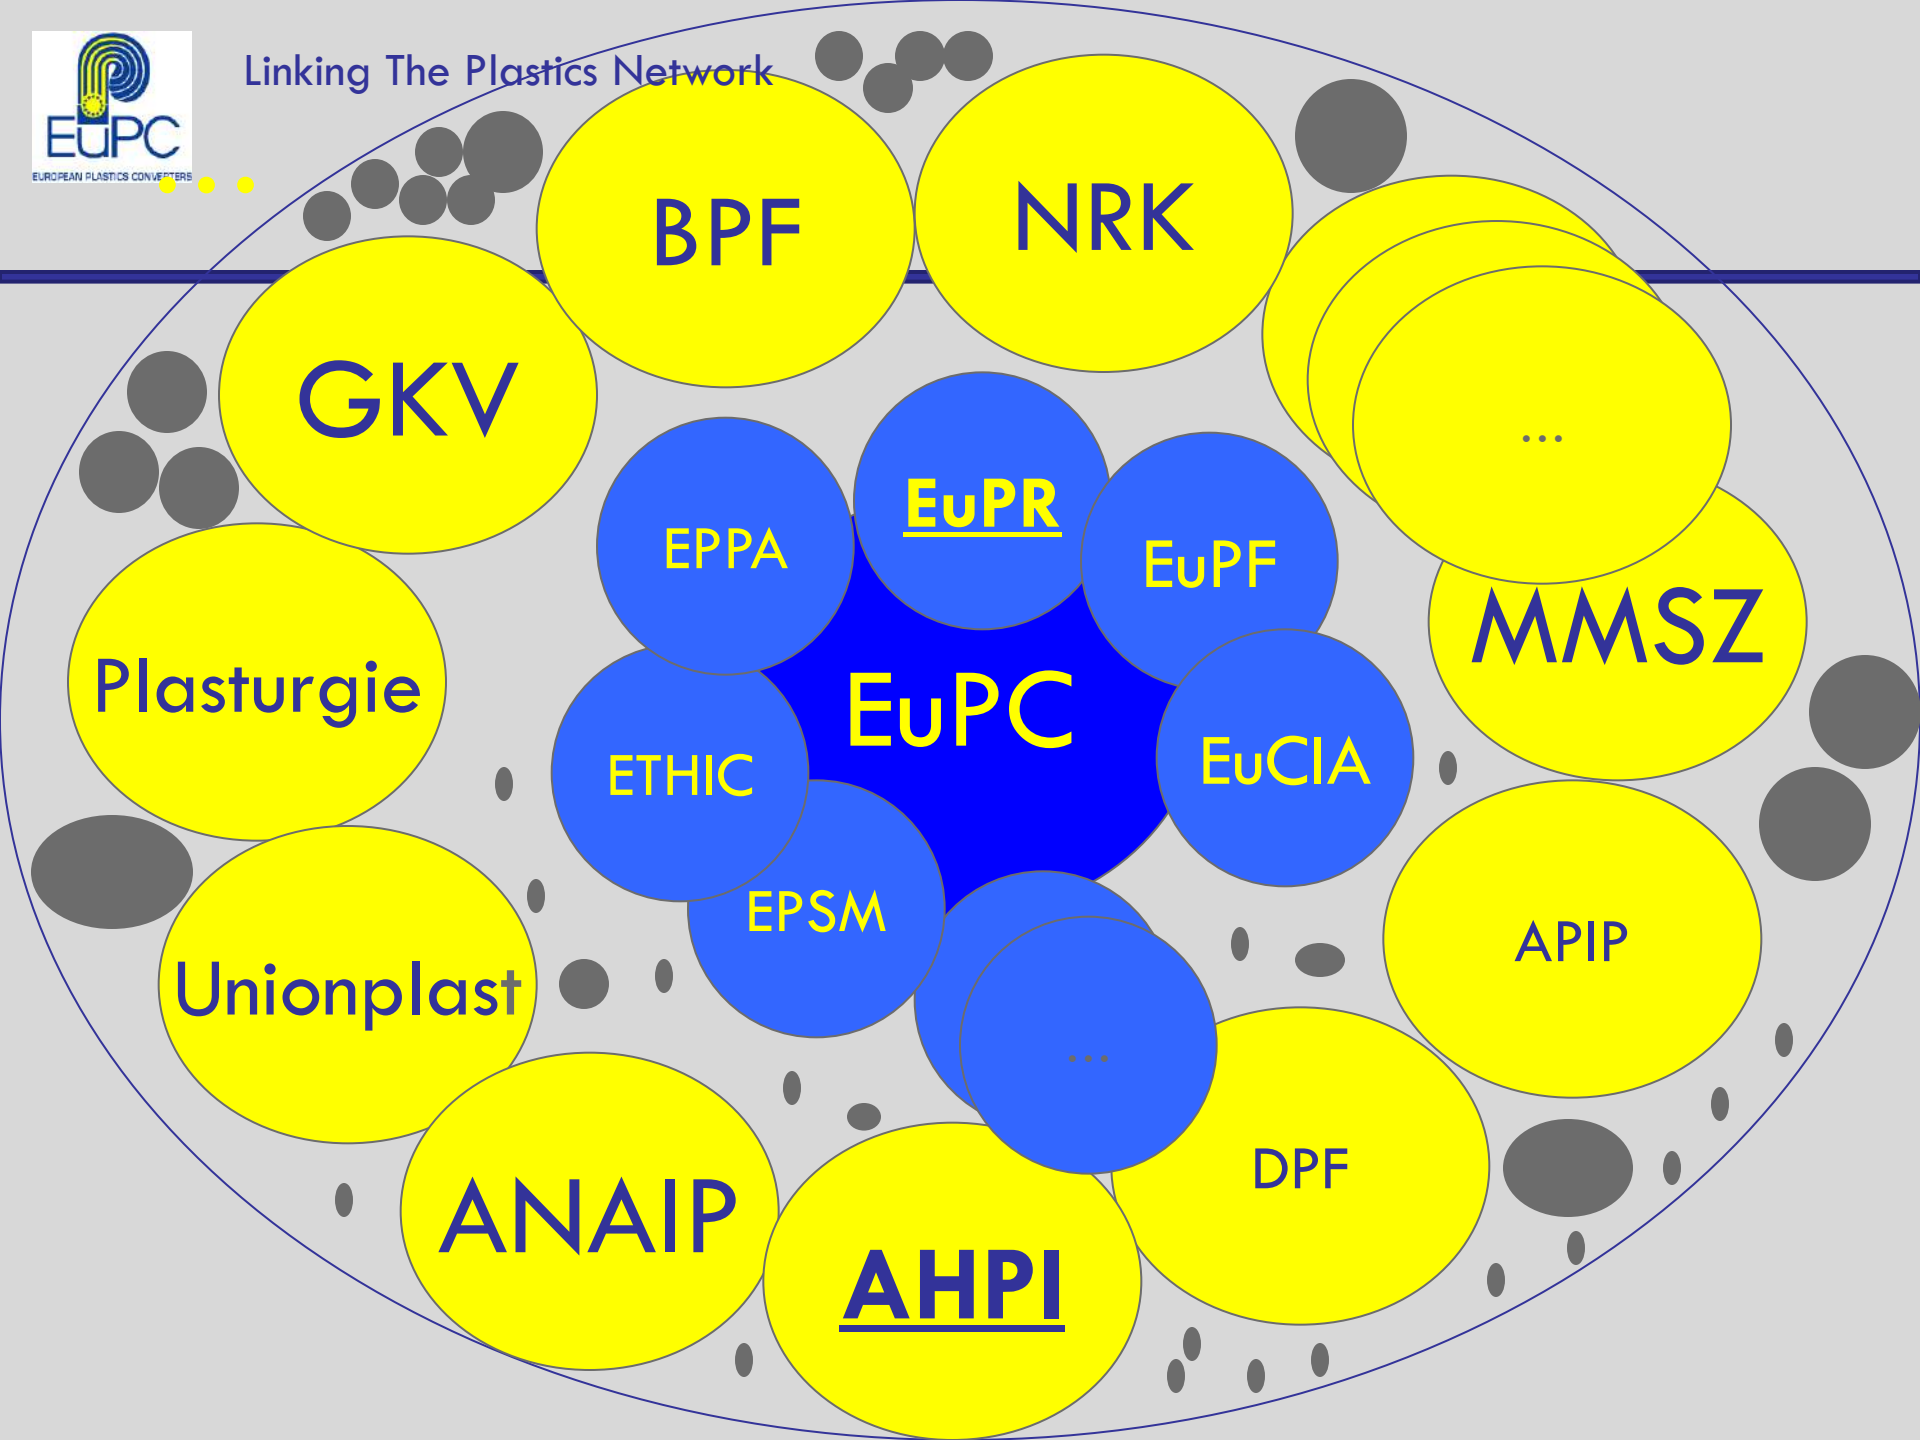 Linking The Plastics Network
EuPC
EUROPEAN PLASTICS CONVERTERS
BPF
NRK
GKV
...
EuPR
EPPA
EuPF
MMSZ
Plasturgie
EuPC
ETHIC
EuCIA
EPSM
APIP
Unionplast
...
DPF
ANAIP
AHPI